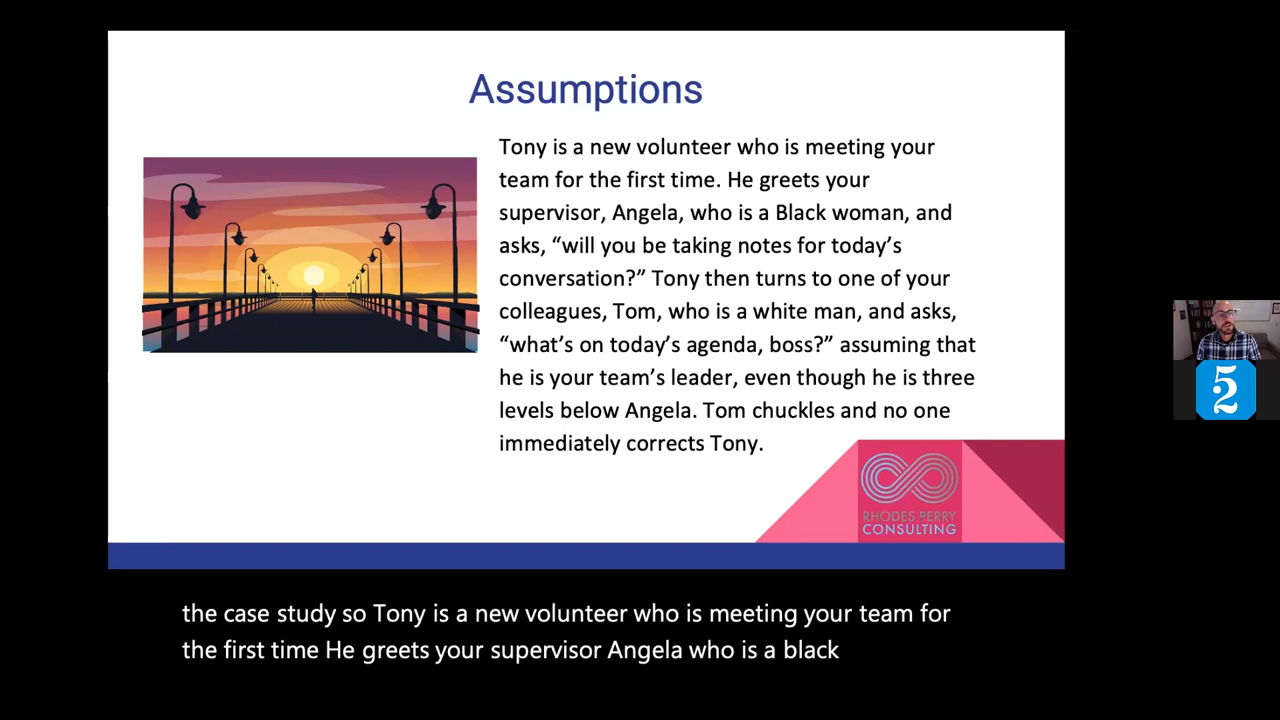 Assumptions
Tony is a new volunteer who is meeting your
team for the first time. He greets your
supervisor, Angela, who is a Black woman, and
asks, “will you be taking notes for today’s
conversation?” Tony then turns to one of your
colleagues, Tom, who is a white man, and asks,
“what’s on today’s agenda, boss?” assuming that
he is your team’s leader, even though he is three
levels below Angela. Tom chuckles and no one
immediately corrects Tony.
RHODES PERRY
CONSULTING
52
the case study so Tony is a new volunteer who is meeting your team for
the first time He greets your supervisor Angela who is a black